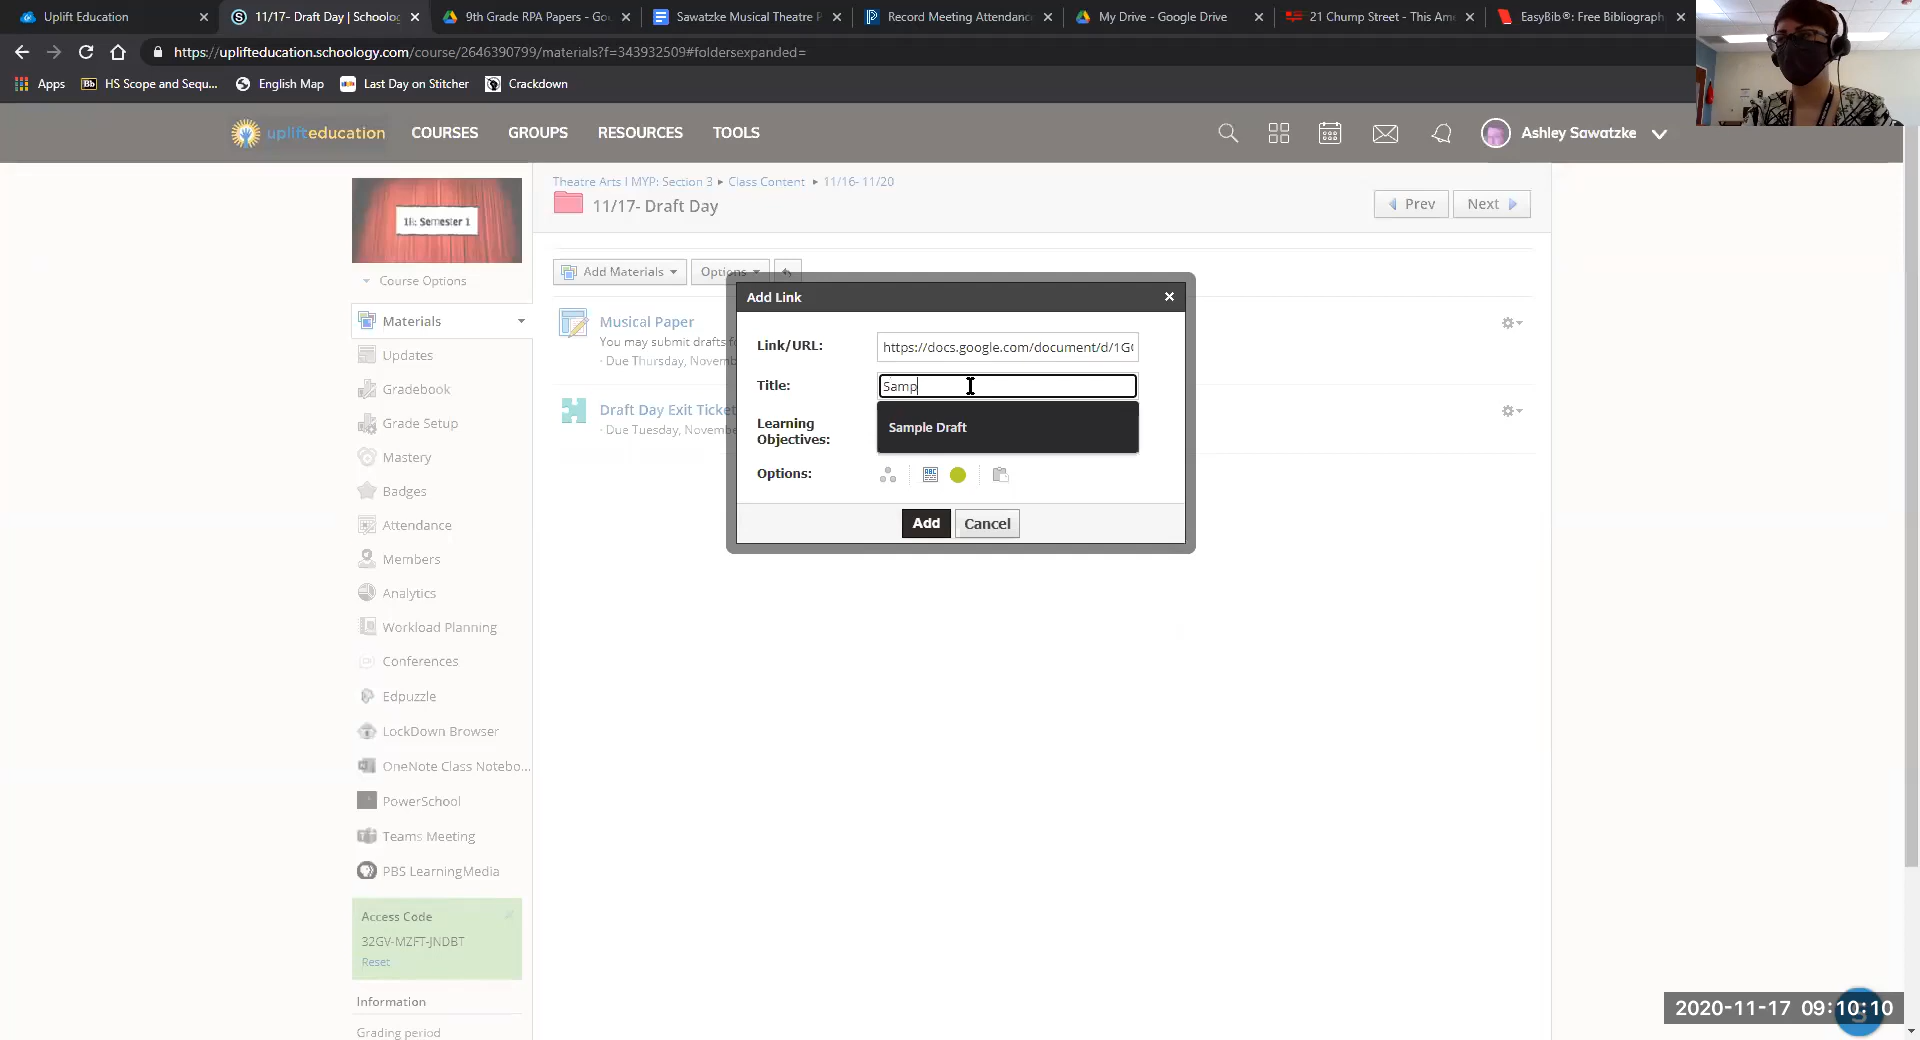 Uplift Education
11/17- Draft Day | Schoolog
9th Grade RPA Papers - Goo
Sawatzke Musical Theatre P
Record Meeting Attendanc
My Drive - Google Drive
21 Chump Street - This Ame
EasyBib®: Free Bibliograph
https://uplifteducation.schoology.com/course/2646390799/materials?f=343932509#foldersexpanded=
Apps
HS Scope and Sequ...
English Map
Last Day on Stitcher
Crackdown
uplifteducation
COURSES
GROUPS
RESOURCES
TOOLS
Ashley Sawatzke
Semester 1
Course Options
Materials
Updates
Gradebook
Grade Setup
Mastery
Badges
Attendance
Members
Analytics
Workload Planning
Conferences
Edpuzzle
LockDown Browser
OneNote Class Notebo...
PowerSchool
Teams Meeting
PBS LearningMedia
Access Code
32GV-MZFT-JNDBT
Reset
Information
Grading period
Theatre Arts I MYP: Section 3 ▸ Class Content ▸ 11/16- 11/20
11/17- Draft Day
Prev
Next
Add Materials
Options
Musical Paper
You may submit drafts fo
· Due Thursday, Novem
Draft Day Exit Ticket
· Due Tuesday, Novembe
Add Link
Link/URL:
https://docs.google.com/document/d/1G
Title:
Samp
Sample Draft
Learning
Objectives:
Options:
Add
Cancel
2020-11-17 09:10:10